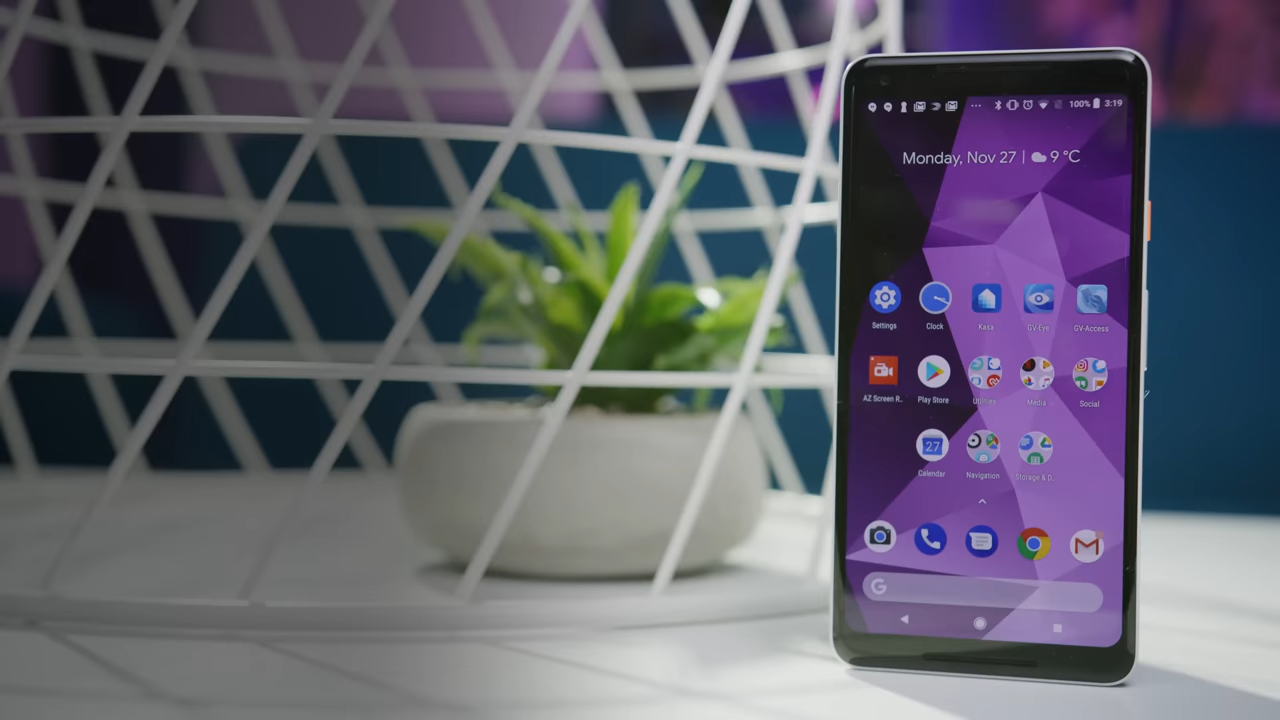 100% 3:19
Monday, Nov 27 | 9 °C
Settings Clock Kasa GV-Eye GV-Access
AZ Screen R.. Play Store Utilities Media Social
27
Calendar Navigation Storage & D..
G